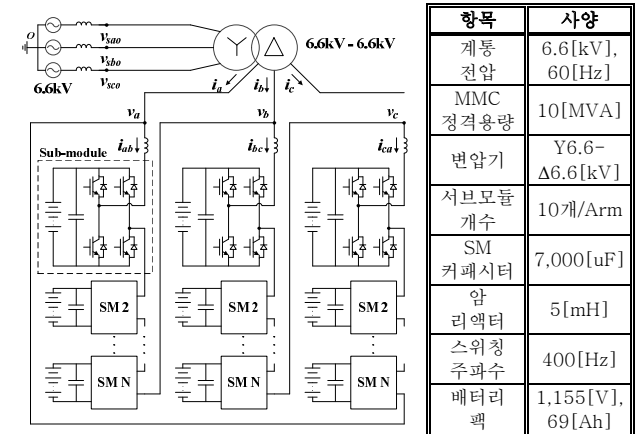 O
v_sao
v_sbo
v_sco
6.6kV
6.6kV - 6.6kV
i_a
i_b
i_c
v_a
v_b
v_c
i_ab
i_bc
i_ca
Sub-module
SM 2
SM 2
SM 2
SM N
SM N
SM N
항목 사양
계통 전압 6.6[kV], 60[Hz]
MMC 정격용량 10[MVA]
변압기 Y6.6- Δ6.6[kV]
서브모듈 개수 10개/Arm
SM 커패시터 7,000[uF]
암 리액터 5[mH]
스위칭 주파수 400[Hz]
배터리 팩 1,155[V], 69[Ah]